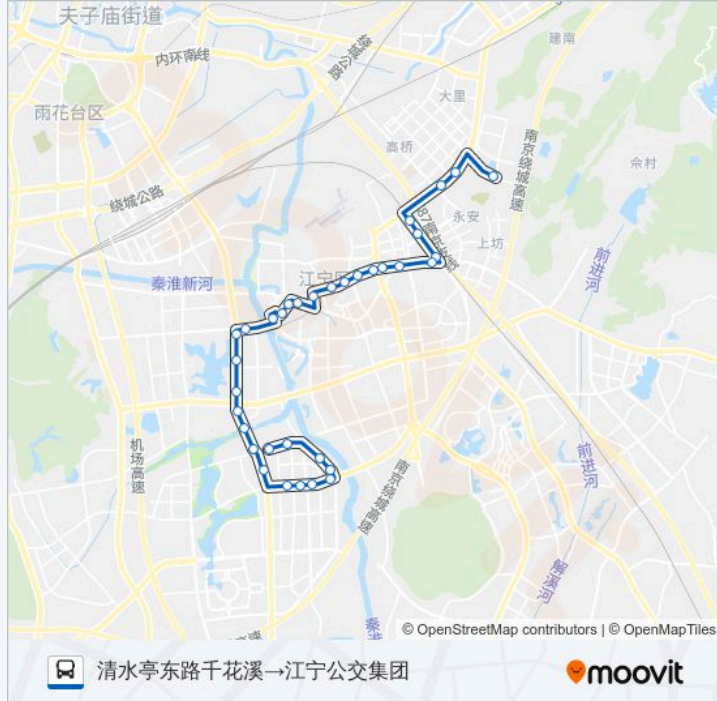 夫子庙街道
绕城公路
内环南线
建南
大里
雨花台区
高桥
南京绕城高速
佘村
绕城公路
永安
上坊
前进河
江宁区
秦淮新河
机场高速
南京绕城高速
前进河
解溪河
秦
© OpenStreetMap contributors | © OpenMapTiles
清水亭东路千花溪→江宁公交集团
moovit